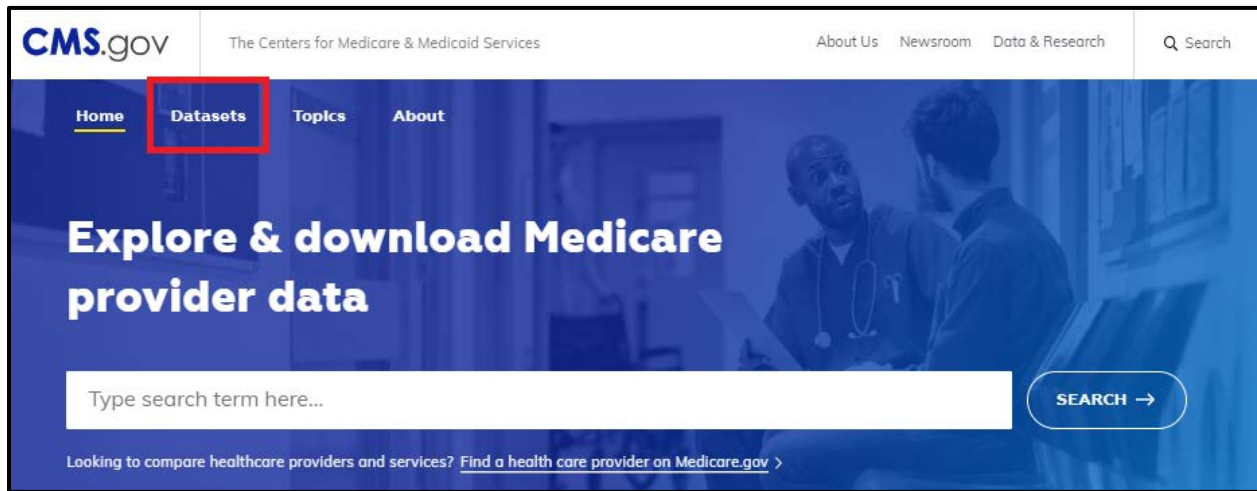 CMS.gov
The Centers for Medicare & Medicaid Services
About Us Newsroom Data & Research
Search
Home Datasets Topics About
Explore & download Medicare
provider data
Type search term here...
SEARCH →
Looking to compare healthcare providers and services? Find a health care provider on Medicare.gov >